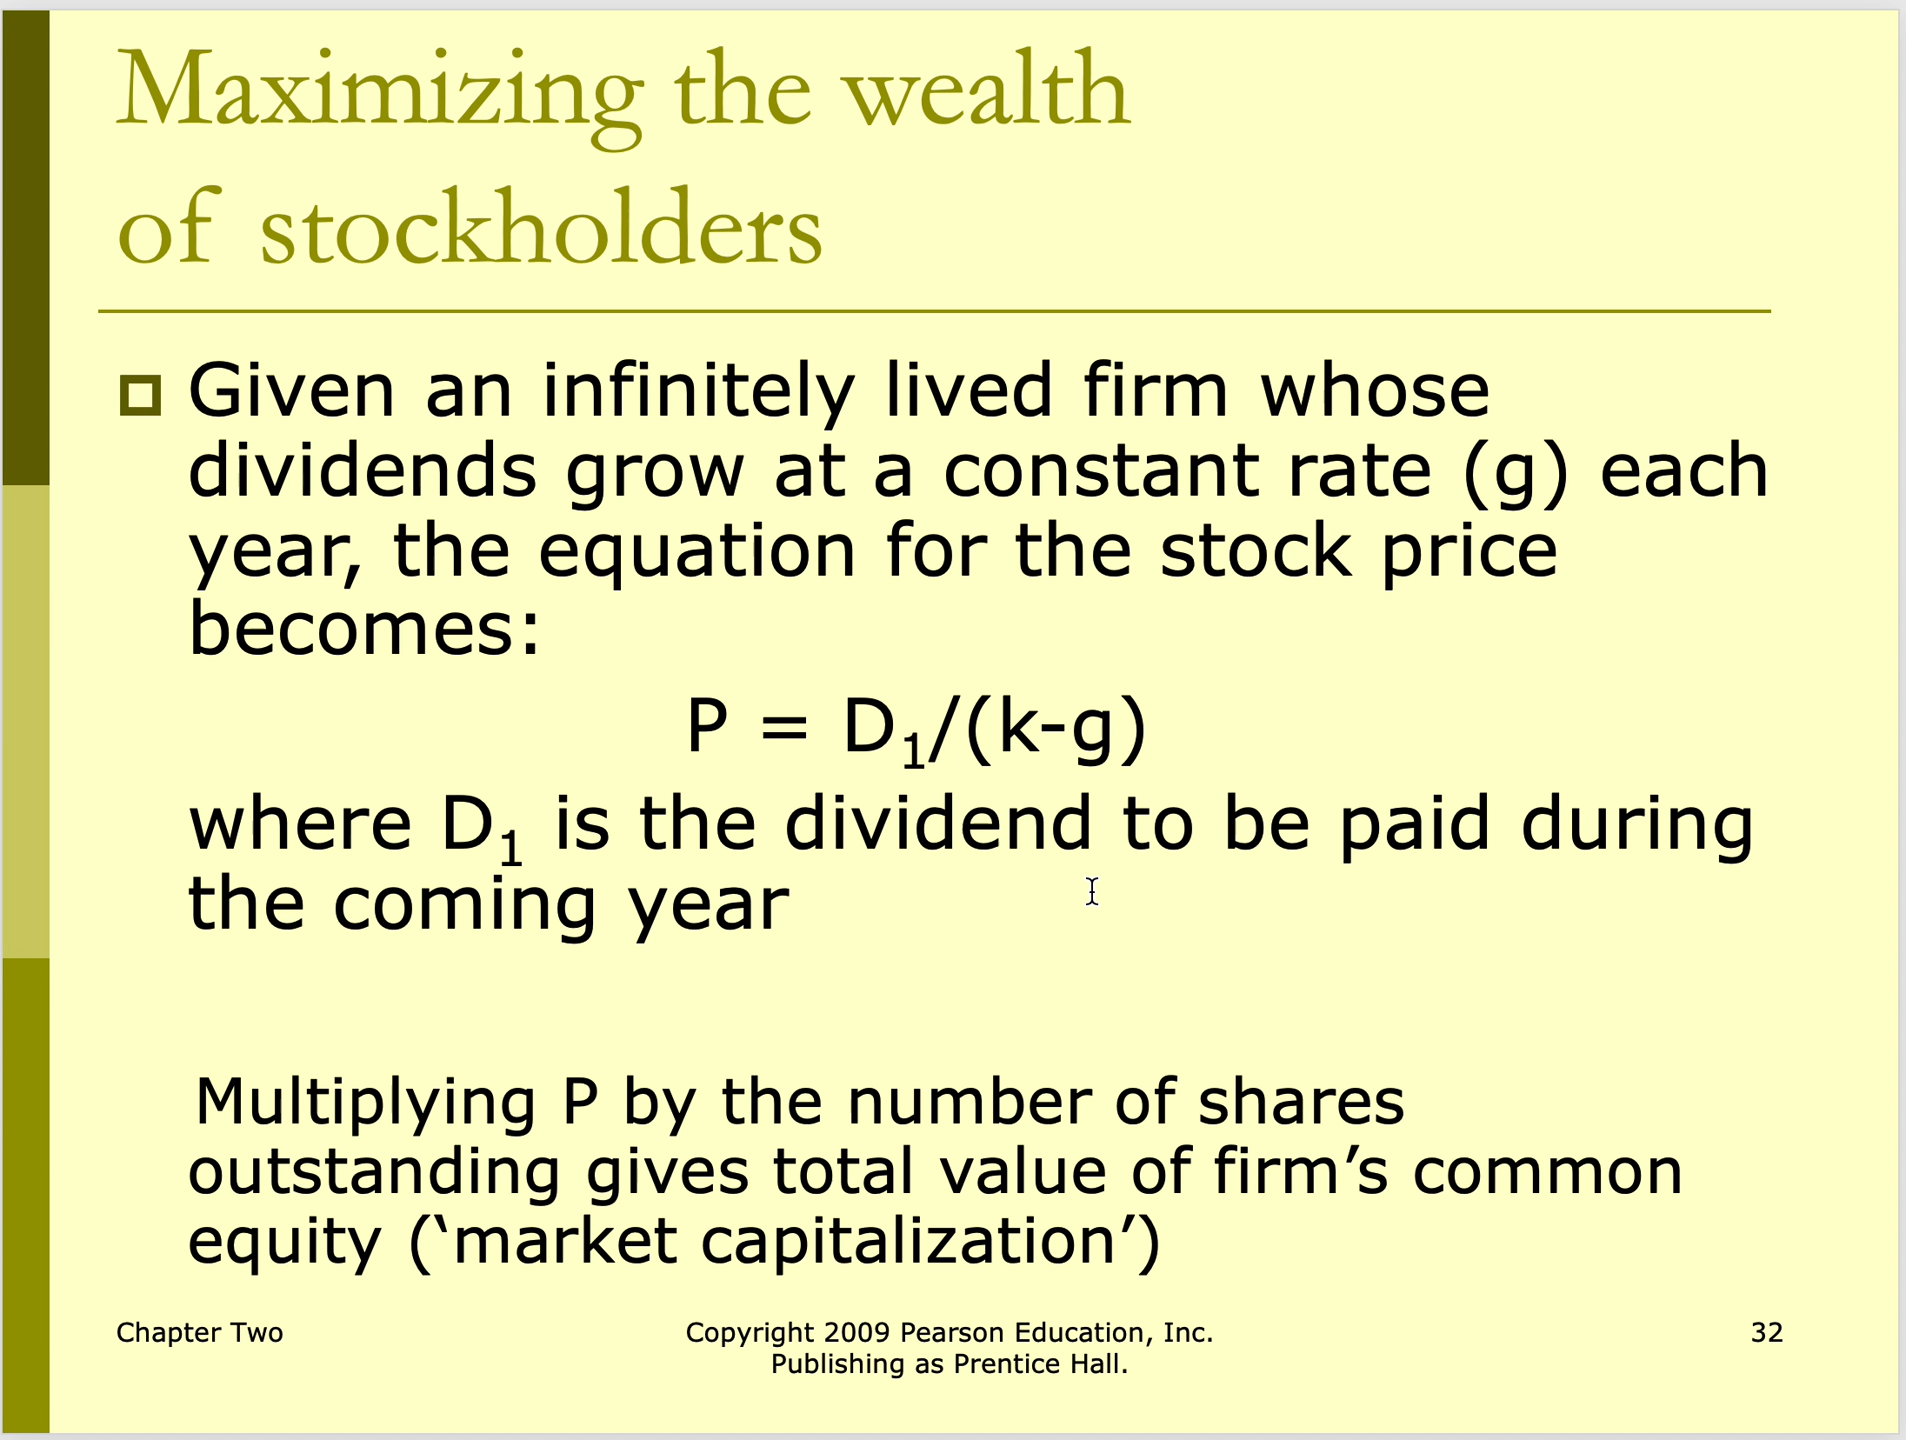 Maximizing the wealth
of stockholders
Given an infinitely lived firm whose
dividends grow at a constant rate (g) each
year, the equation for the stock price
becomes:
P = D₁/(k-g)
where D₁ is the dividend to be paid during
the coming year
Multiplying P by the number of shares
outstanding gives total value of firm’s common
equity (‘market capitalization’)
Chapter Two
Copyright 2009 Pearson Education, Inc.
Publishing as Prentice Hall.
32